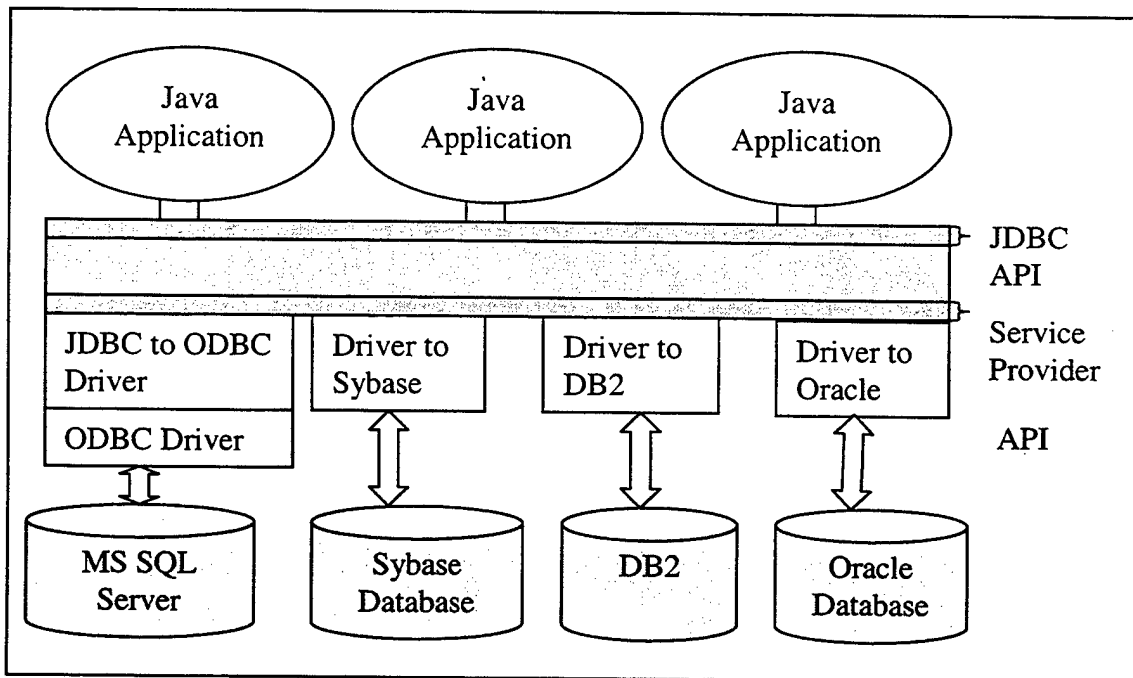 Java
Application
Java
Application
Java
Application
JDBC
API
Service
Provider
API
JDBC to ODBC
Driver
ODBC Driver
Driver to
Sybase
Driver to
DB2
Driver to
Oracle
MS SQL
Server
Sybase
Database
DB2
Oracle
Database